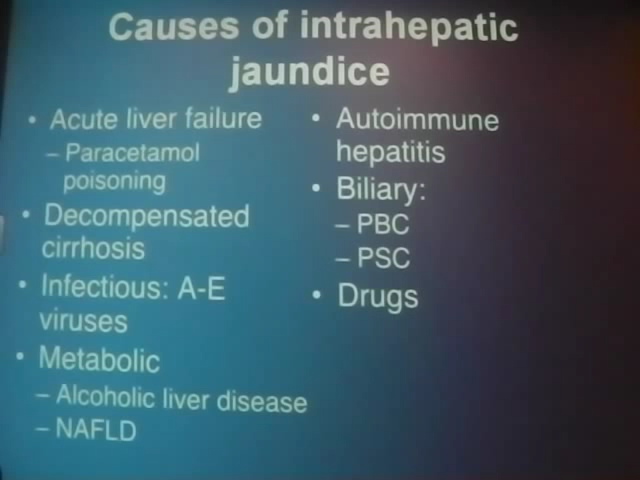 Causes of intrahepatic
jaundice
• Acute liver failure
– Paracetamol
poisoning
• Decompensated
cirrhosis
• Infectious: A-E
viruses
• Metabolic
– Alcoholic liver disease
– NAFLD
• Autoimmune
hepatitis
• Biliary:
– PBC
– PSC
• Drugs